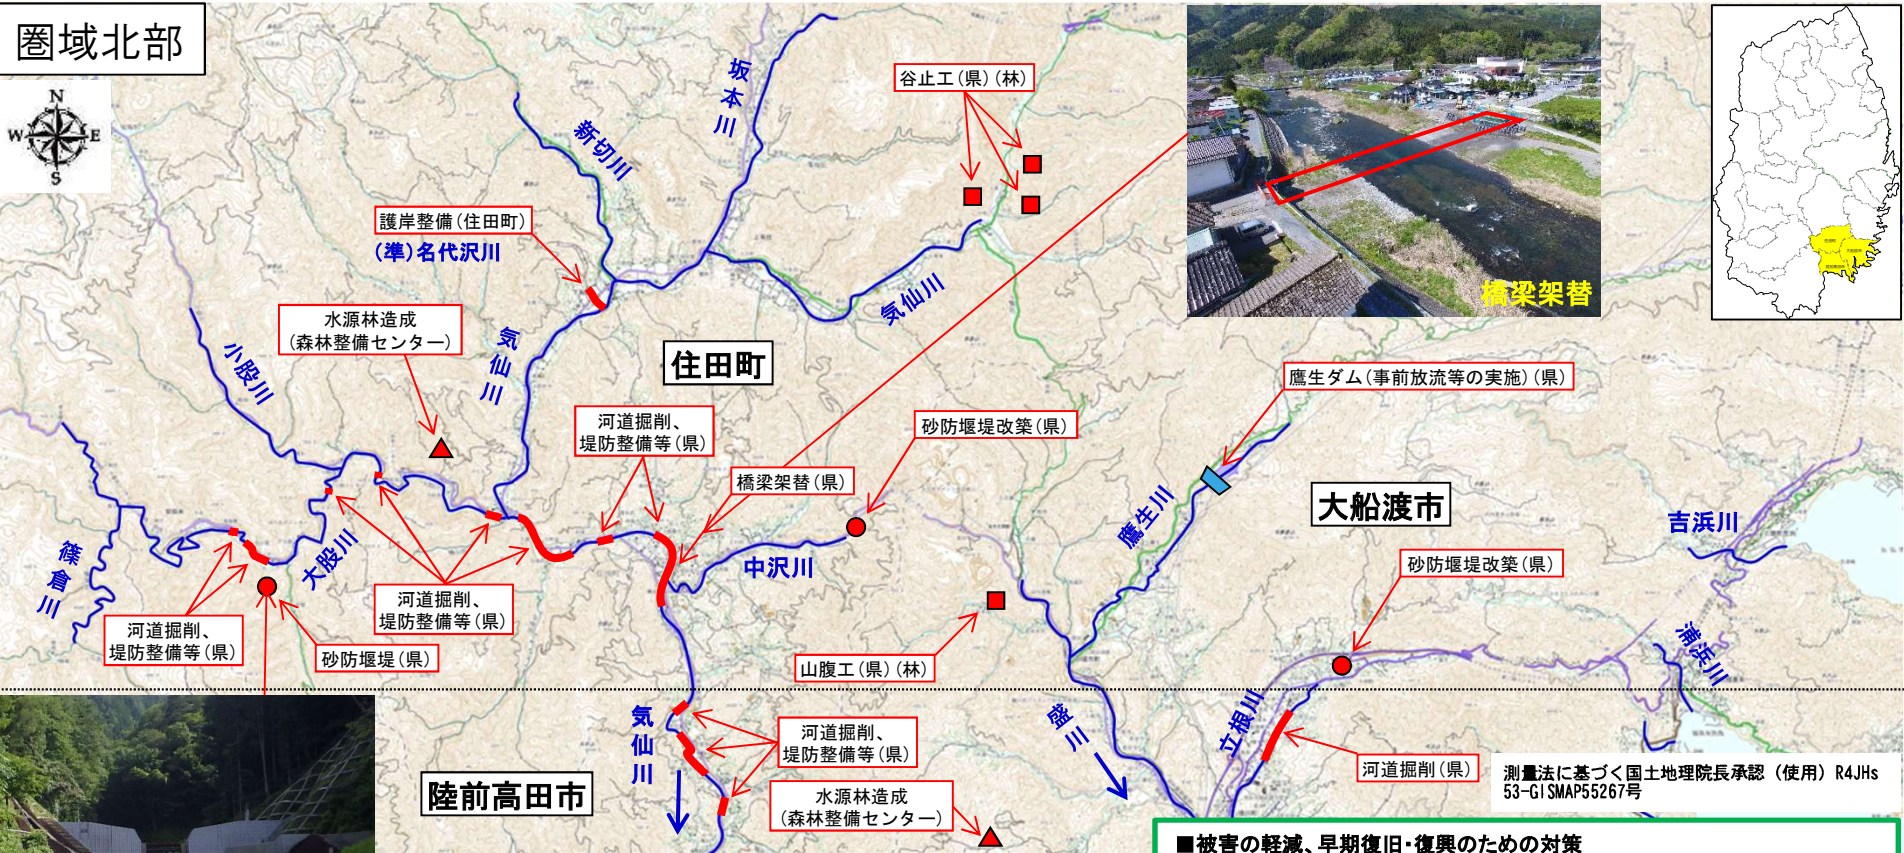 圏域北部
N
W E
S
坂本川
新切川
谷止工(県)(林)
護岸整備(住田町)
(準)名代沢川
水源林造成
(森林整備センター)
小股川
気仙川
気仙川
住田町
橋梁架替
鷹生ダム(事前放流等の実施)(県)
河道掘削、
堤防整備等(県)
砂防堰堤改築(県)
橋梁架替(県)
大船渡市
鷹生川
吉浜川
篠倉川
大股川
中沢川
砂防堰堤改築(県)
河道掘削、
堤防整備等(県)
河道掘削、
堤防整備等(県)
砂防堰堤(県)
山腹工(県)(林)
浦浜川
気仙川
河道掘削、
堤防整備等(県)
盛川
立根川
河道掘削(県)
陸前高田市
水源林造成
(森林整備センター)
測量法に基づく国土地理院長承認(使用)R4JHs
53-GISMAP55267号
■被害の軽減、早期復旧・復興のための対策